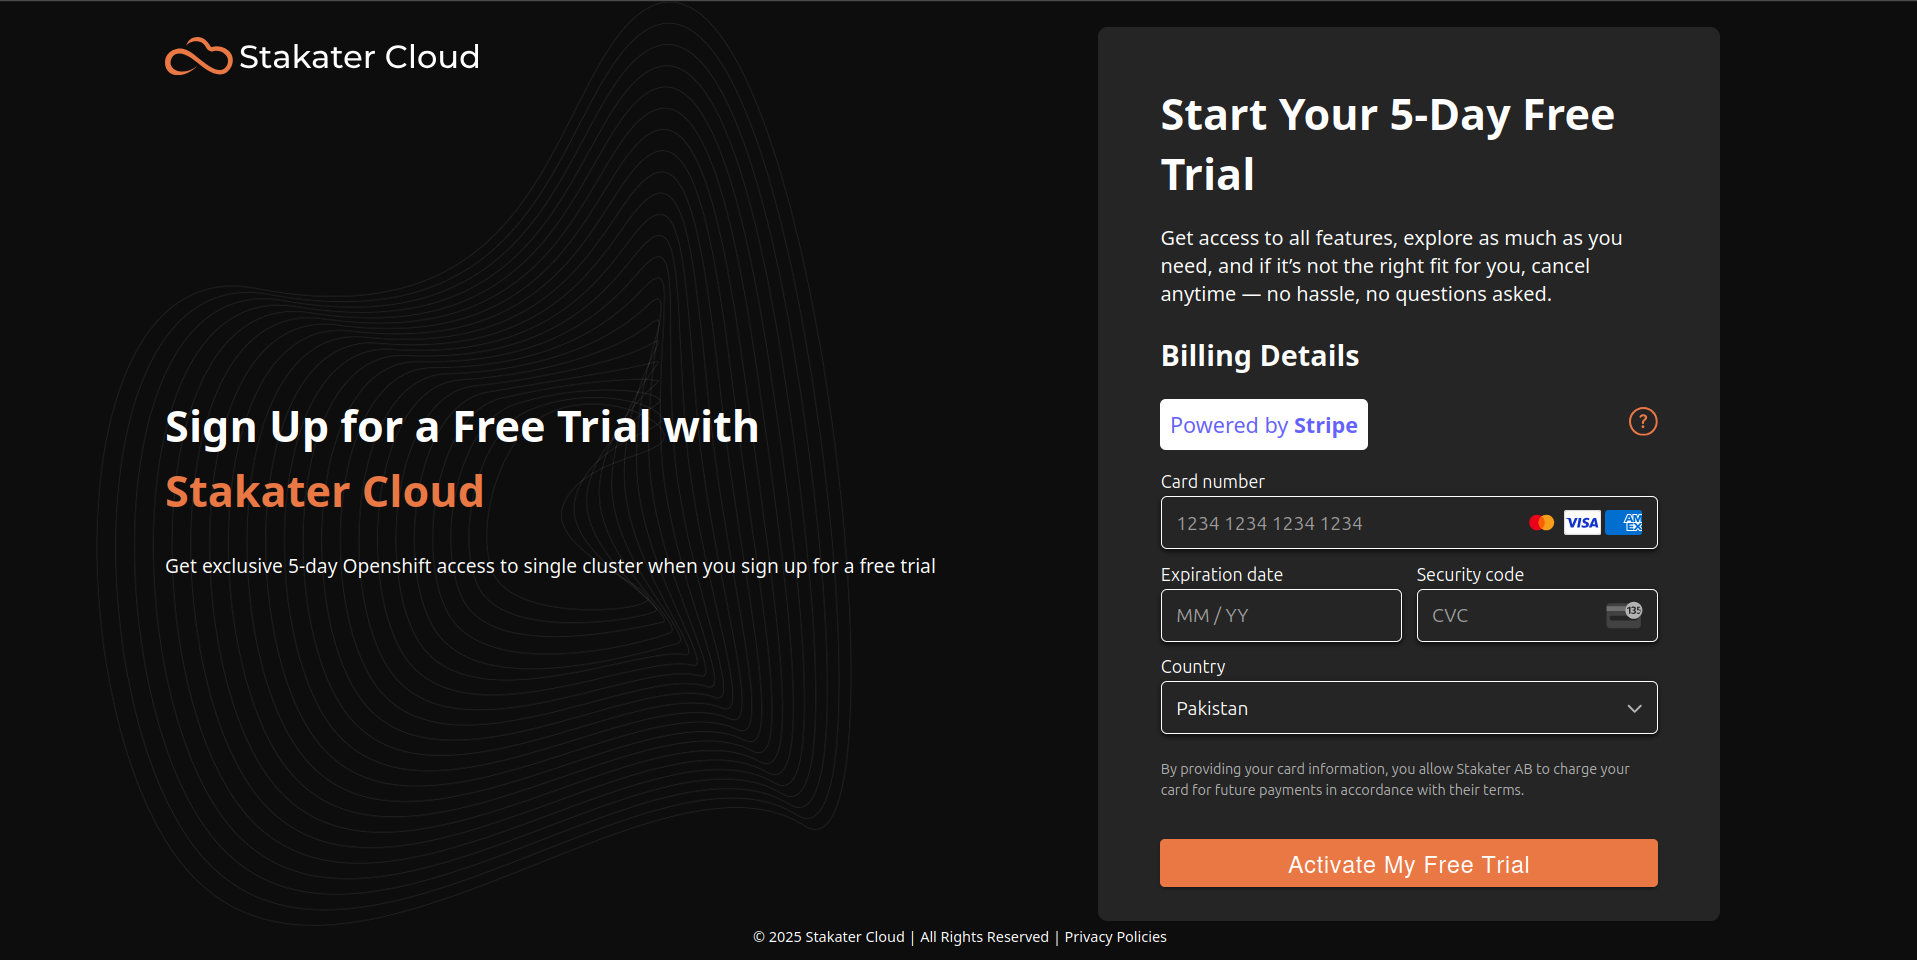 Stakater Cloud
Sign Up for a Free Trial with
Stakater Cloud
Get exclusive 5-day Openshift access to single cluster when you sign up for a free trial
Start Your 5-Day Free
Trial
Get access to all features, explore as much as you
need, and if it’s not the right fit for you, cancel
anytime — no hassle, no questions asked.
Billing Details
Powered by Stripe
?
Card number
1234 1234 1234 1234
VISA
AM
EX
Expiration date
Security code
MM / YY
CVC
135
Country
Pakistan
By providing your card information, you allow Stakater AB to charge your
card for future payments in accordance with their terms.
Activate My Free Trial
© 2025 Stakater Cloud | All Rights Reserved | Privacy Policies